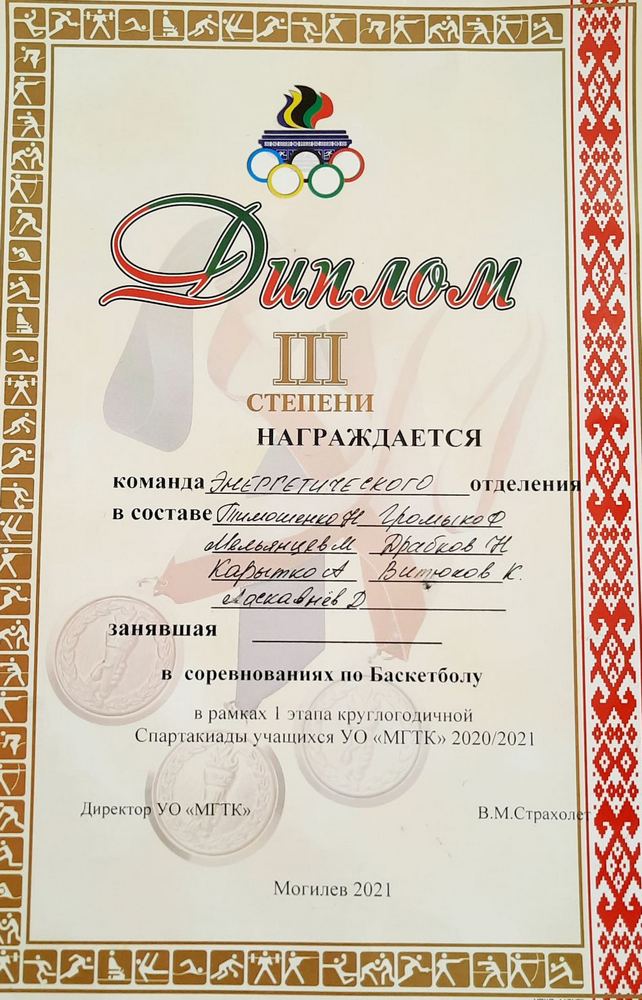 Диплом
III
СТЕПЕНИ
НАГРАЖДАЕТСЯ
команда Энергетического отделения
в составе Тимошенко Н Громыко Ф
Мельянцев М Драбков Н
Карытко А Витюков К.
Ласкавнёв Д
занявшая
в соревнованиях по Баскетболу
в рамках 1 этапа круглогодичной
Спартакиады учащихся УО «МГТК» 2020/2021
Директор УО «МГТК» В.М.Страхолет
Могилев 2021